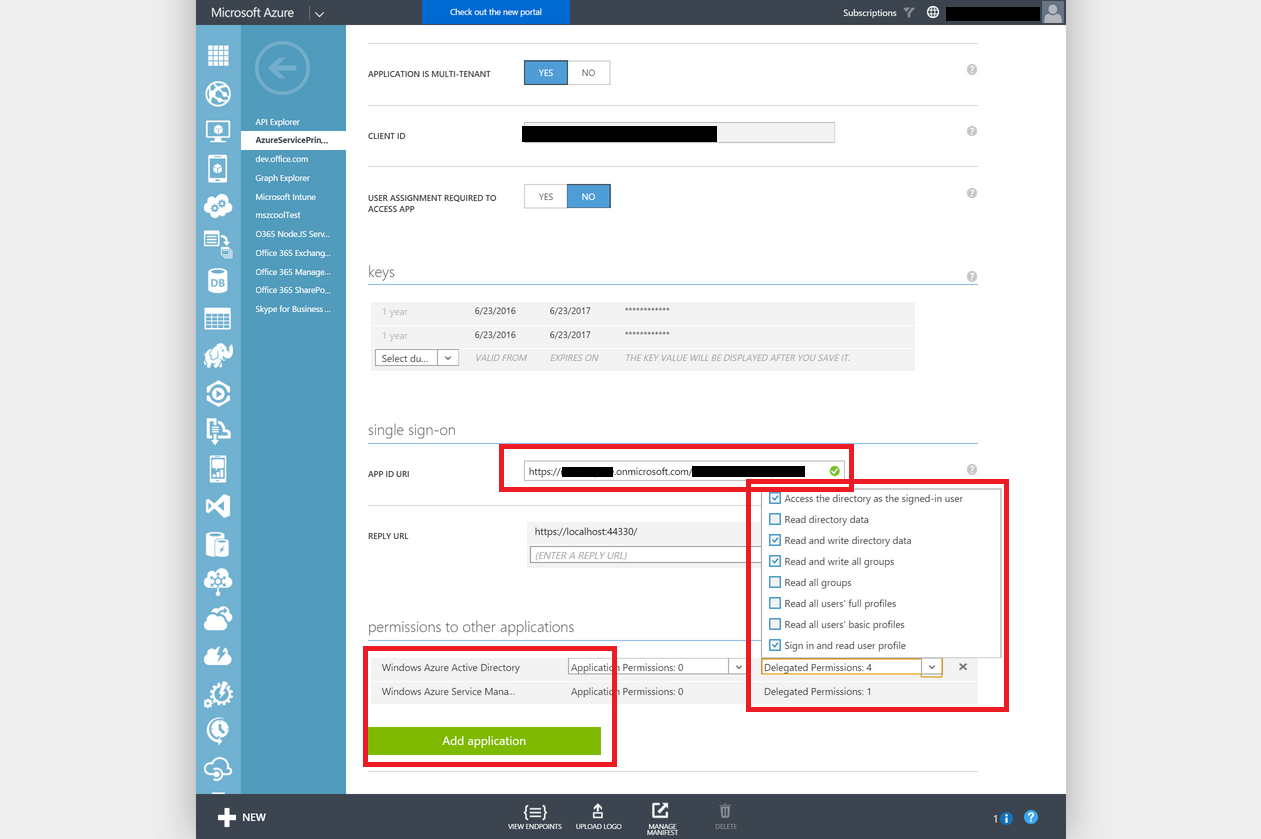 Microsoft Azure
Check out the new portal
Subscriptions
API Explorer
AzureServicePrin...
dev.office.com
Graph Explorer
Microsoft Intune
mszcoolTest
O365 NodeJS Serv...
Office 365 Exchang...
Office 365 Manage...
Office 365 SharePo...
Skype for Business ...
DB
APPLICATION IS MULTI-TENANT
YES NO
?
CLIENT ID
?
USER ASSIGNMENT REQUIRED TO
ACCESS APP
YES NO
?
keys
?
1 year 6/23/2016 6/23/2017 ************
1 year 6/23/2016 6/23/2017 ************
Select du... VALID FROM EXPIRES ON THE KEY VALUE WILL BE DISPLAYED AFTER YOU SAVE IT.
single sign-on
APP ID URI
https:// .onmicrosoft.com/
?
REPLY URL
https://localhost:44330/
(ENTER A REPLY URL)
Access the directory as the signed-in user
Read directory data
Read and write directory data
Read and write all groups
Read all groups
Read all users' full profiles
Read all users' basic profiles
Sign in and read user profile
permissions to other applications
Windows Azure Active Directory Application Permissions: 0 Delegated Permissions: 4
Windows Azure Service Mana... Application Permissions: 0 Delegated Permissions: 1
Add application
NEW
VIEW ENDPOINTS
UPLOAD LOGO
MANAGE
MANIFEST
DELETE
1 i ?